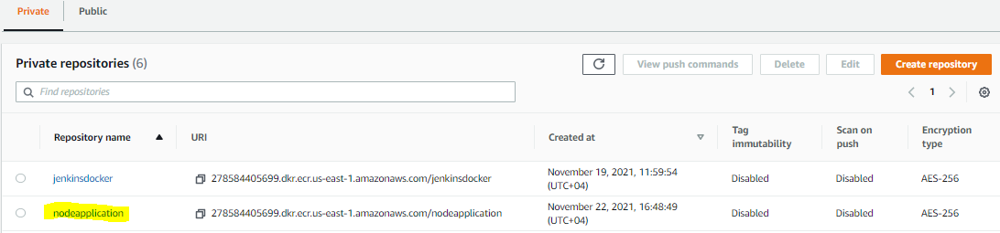 Private Public
Private repositories (6) View push commands Delete Edit Create repository
Find repositories 1
Repository name URI Created at Tag immutability Scan on push Encryption type
jenkinsdocker 278584405699.dkr.ecr.us-east-1.amazonaws.com/jenkinsdocker November 19, 2021, 11:59:54 (UTC+04) Disabled Disabled AES-256
nodeapplication 278584405699.dkr.ecr.us-east-1.amazonaws.com/nodeapplication November 22, 2021, 16:48:49 (UTC+04) Disabled Disabled AES-256